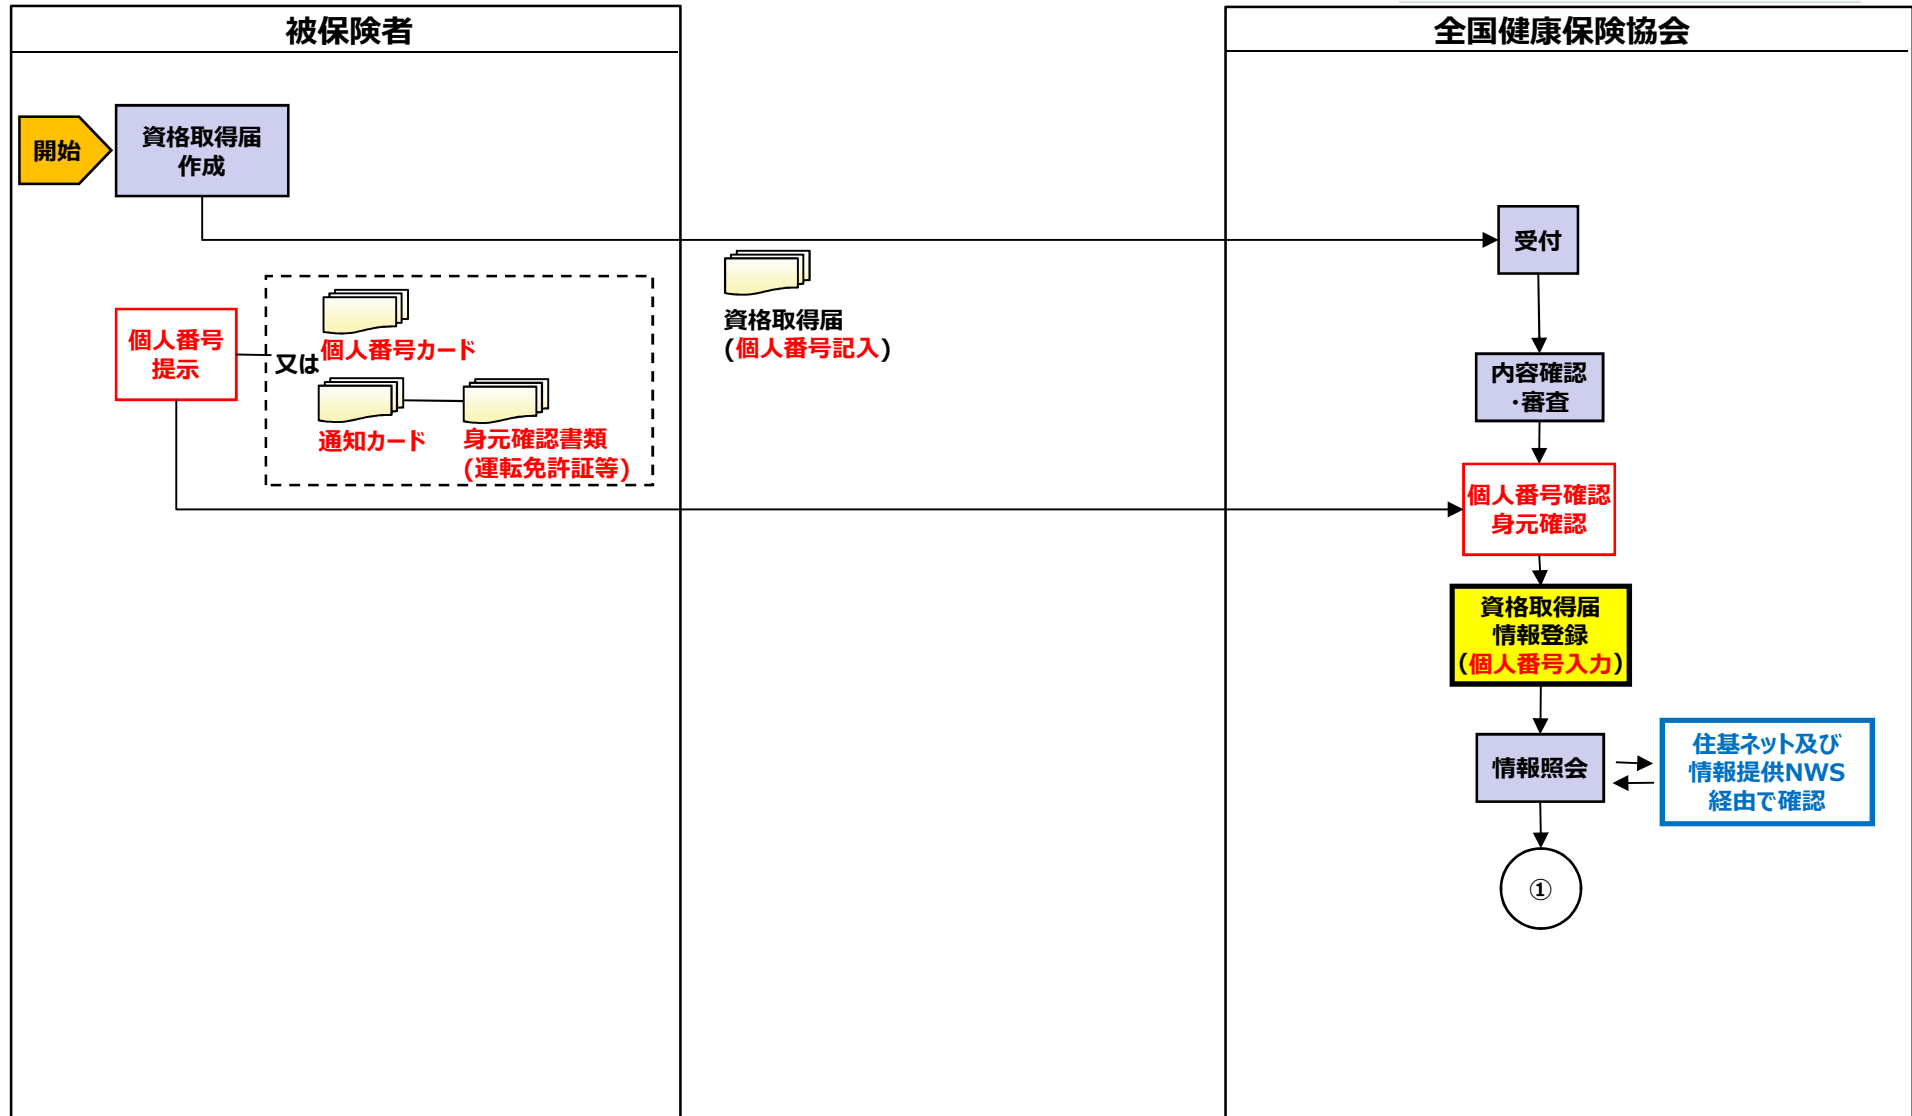 被保険者
全国健康保険協会
開始
資格取得届
作成
受付
個人番号
提示
又は
個人番号カード
通知カード
身元確認書類
(運転免許証等)
資格取得届
(個人番号記入)
内容確認
・審査
個人番号確認
身元確認
資格取得届
情報登録
(個人番号入力)
情報照会
住基ネット及び
情報提供NWS
経由で確認
①